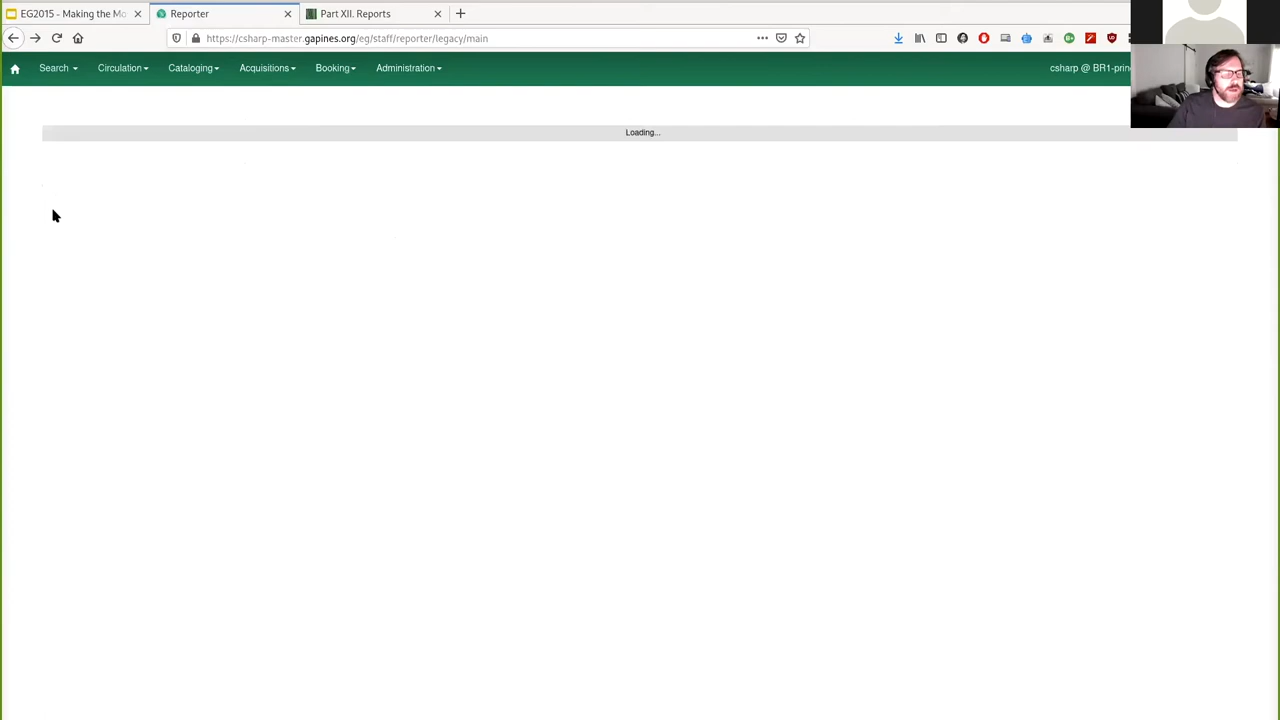 EG2015 - Making the Mo
Reporter
Part XII. Reports
https://csharp-master.gapines.org/eg/staff/reporter/legacy/main
Search Circulation Cataloging Acquisitions Booking Administration
csharp @ BR1-prin
Loading...